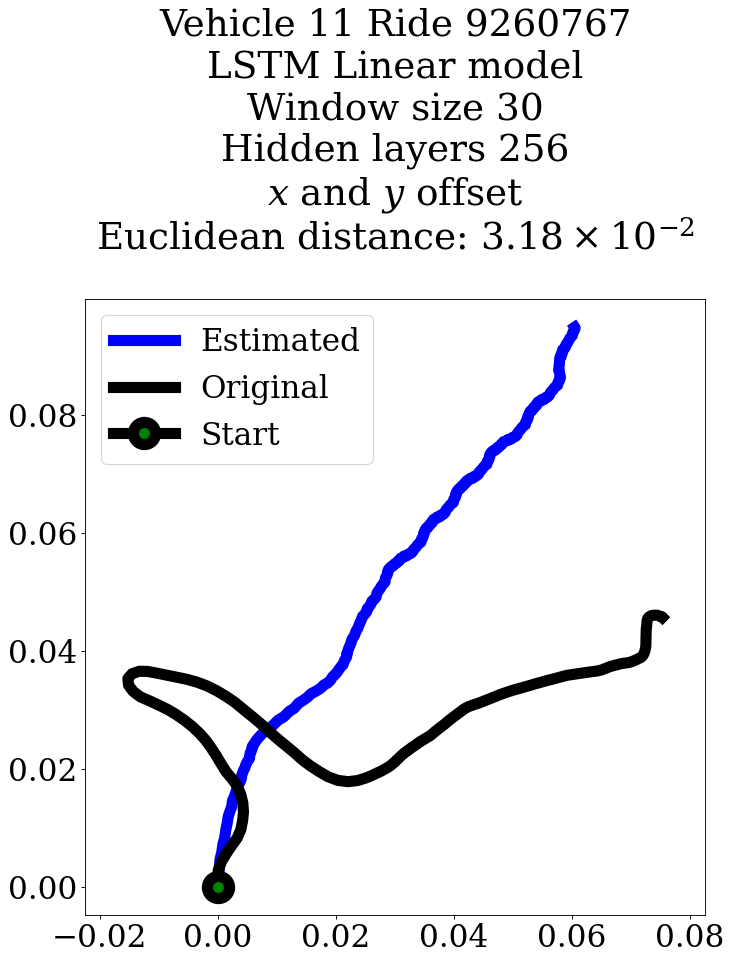 Vehicle 11 Ride 9260767
LSTM Linear model
Window size 30
Hidden layers 256
x and y offset
Euclidean distance: 3.18 × 10⁻²
Estimated
Original
Start
0.08
0.06
0.04
0.02
0.00
−0.02 0.00 0.02 0.04 0.06 0.08